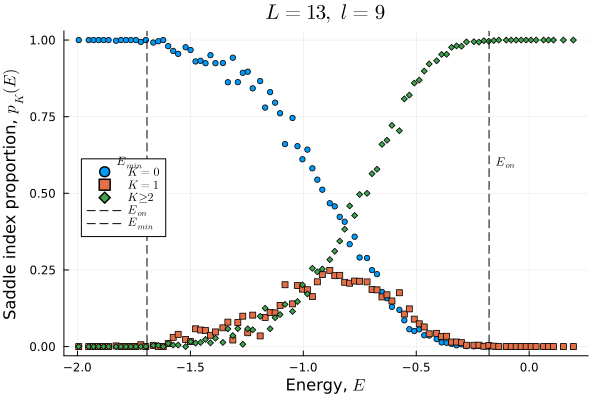 L = 13, l = 9
Saddle index proportion, p_K(E)
1.00
0.75
0.50
0.25
0.00
E_min
K = 0
K = 1
K≥2
E_on
E_min
E_on
−2.0 −1.5 −1.0 −0.5 0.0
Energy, E